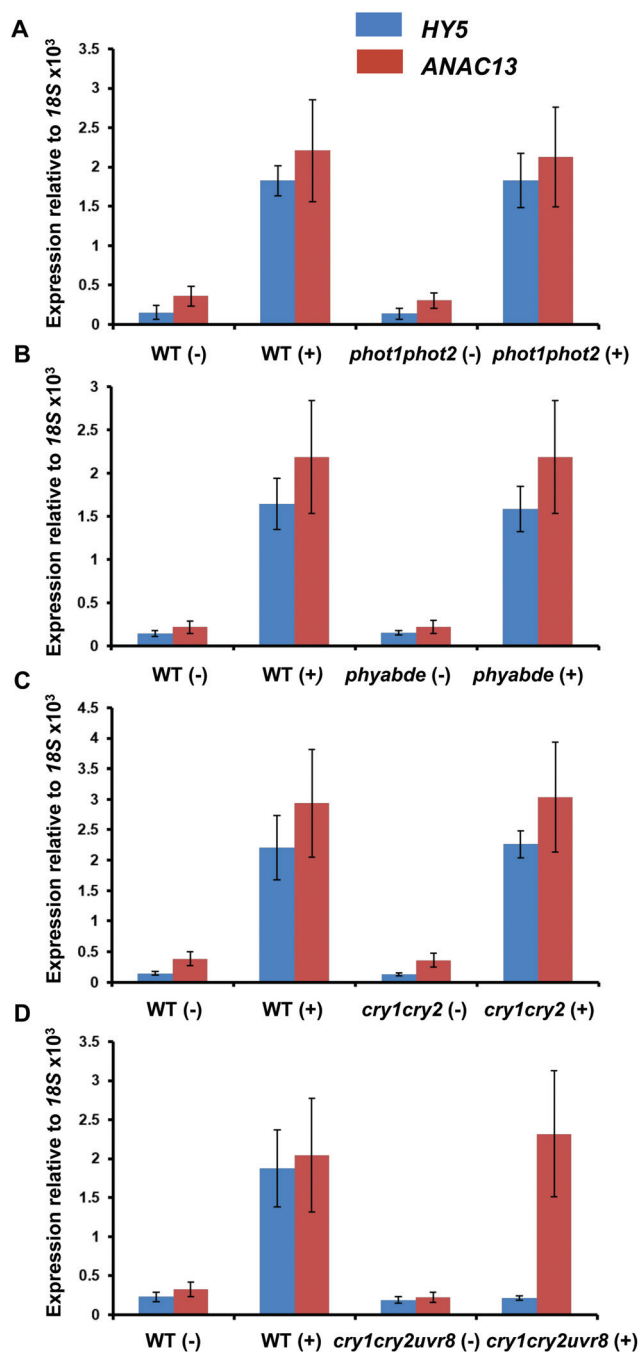 A
HY5
ANAC13
Expression relative to 18S x10³
3.5
3
2.5
2
1.5
1
0.5
0
WT (-) WT (+) phot1phot2 (-) phot1phot2 (+)
B
Expression relative to 18S x10³
3
2.5
2
1.5
1
0.5
0
WT (-) WT (+) phyabde (-) phyabde (+)
C
Expression relative to 18S x10³
4.5
4
3.5
3
2.5
2
1.5
1
0.5
0
WT (-) WT (+) cry1cry2 (-) cry1cry2 (+)
D
Expression relative to 18S x10³
3.5
3
2.5
2
1.5
1
0.5
0
WT (-) WT (+) cry1cry2uvr8 (-) cry1cry2uvr8 (+)